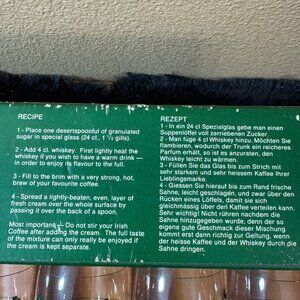 RECIPE
1 - Place one desertspoonful of granulated
sugar in special glass (24 cl., 1 ½ gills).
2 - Add 4 cl. whiskey. First lightly heat the
whiskey if you wish to have a warm drink —
in order to enjoy its flavour to the full.
3 - Fill to the brim with a very strong, hot,
brew of your favourite coffee.
4 - Spread a lightly-beaten, even, layer of
fresh cream over the whole surface by
passing it over the back of a spoon.
Most important - Do not stir your Irish
Coffee after adding the cream. The full taste
of the mixture can only really be enjoyed if
the cream is kept separate.
REZEPT
1 - In ein 24 cl Spezialglas gebe man einen
Suppenlöffel voll zerriebenen Zucker.
2 - Man füge 4 cl Whiskey hinzu. Möchten Sie
flambieren, wodurch der Trunk ein reicheres
Parfum erhält, so ist es anzuraten, den
Whiskey leicht zu wärmen.
3 - Füllen Sie das Glas bis zum Strich mit
sehr starkem und sehr heissem Kaffee Ihrer
Lieblingsmarke.
4 - Giessen Sie hierauf bis zum Rand frische
Sahne, leicht geschlagen, und zwar über den
Rücken eines Löffels, damit sie sich
gleichmässig über den Kaffee verteilen kann.
Sehr wichtig! Nicht rühren nachdem die
Sahne hinzugegeben wurde, denn der so
eigene gute Geschmack dieser Mischung
kommt erst dann richtig zur Geltung, wenn
der heisse Kaffee und der Whiskey durch die
Sahne dringen.